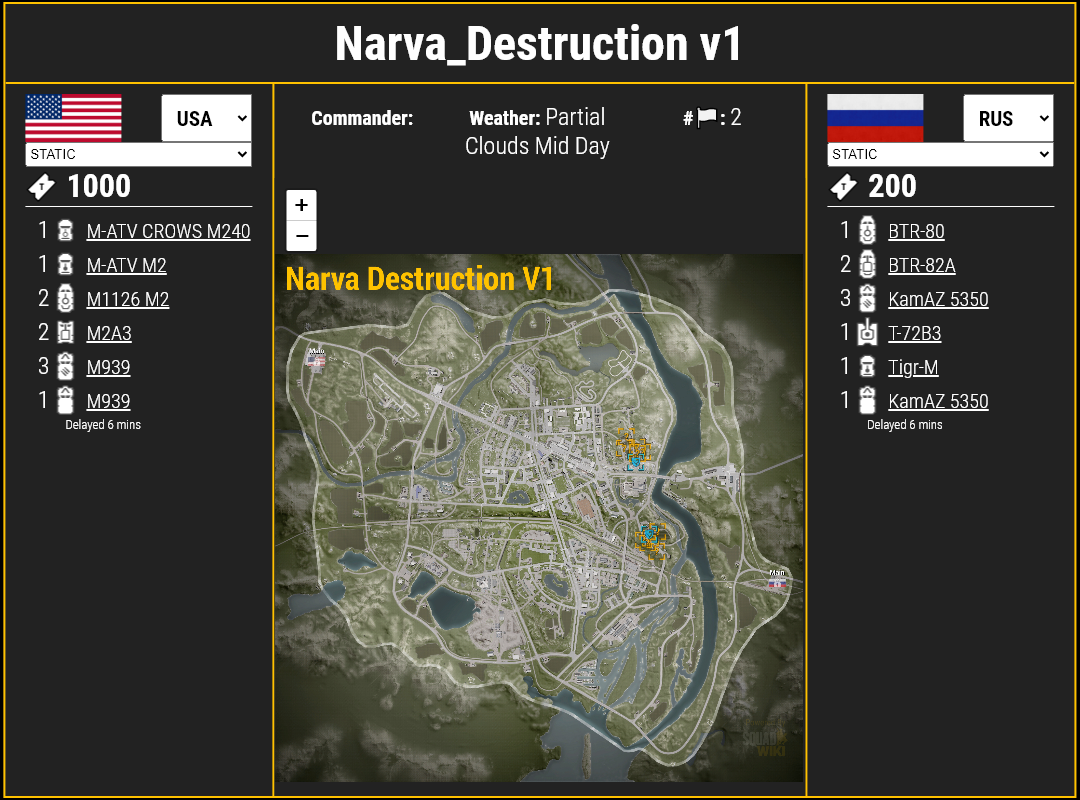 Narva_Destruction v1
USA
STATIC
1000
1 M-ATV CROWS M240
1 M-ATV M2
2 M1126 M2
2 M2A3
3 M939
1 M939
Delayed 6 mins
Commander:
Weather: Partial
Clouds Mid Day
# : 2
+
−
Narva Destruction V1
Main
Main
SQUAD
WIKI
RUS
STATIC
200
1 BTR-80
2 BTR-82A
3 KamAZ 5350
1 T-72B3
1 Tigr-M
1 KamAZ 5350
Delayed 6 mins